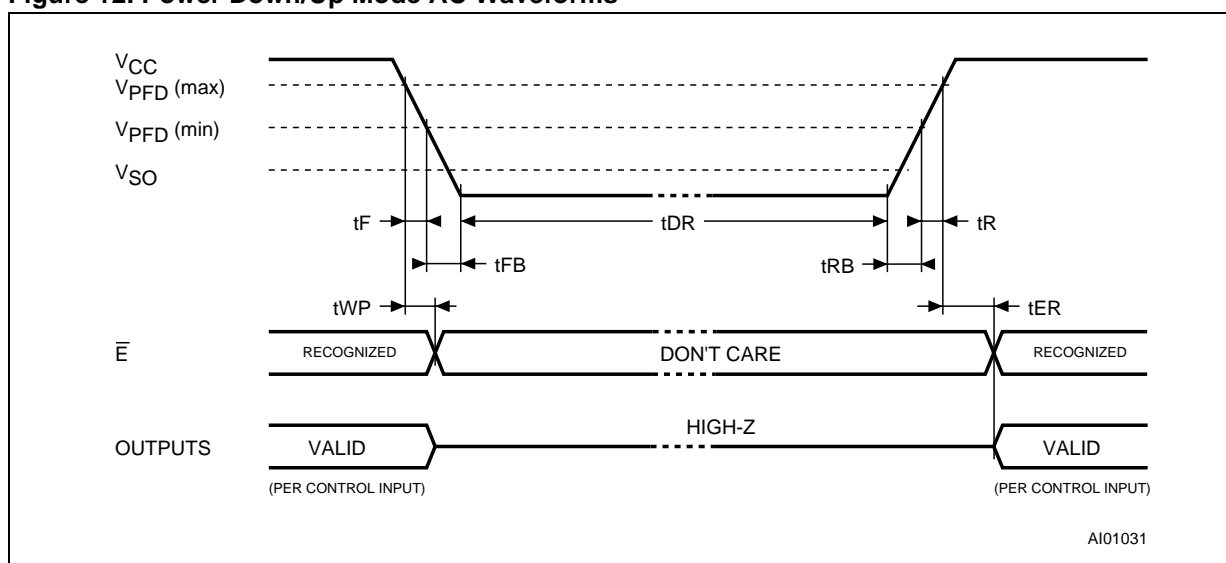 Figure 12. Power Down/Up Mode AC Waveforms
VCC
VPFD (max)
VPFD (min)
VSO
tF
tDR
tR
tFB
tRB
tWP
tER
E̅
RECOGNIZED
DON'T CARE
RECOGNIZED
HIGH-Z
OUTPUTS
VALID
VALID
(PER CONTROL INPUT)
(PER CONTROL INPUT)
AI01031